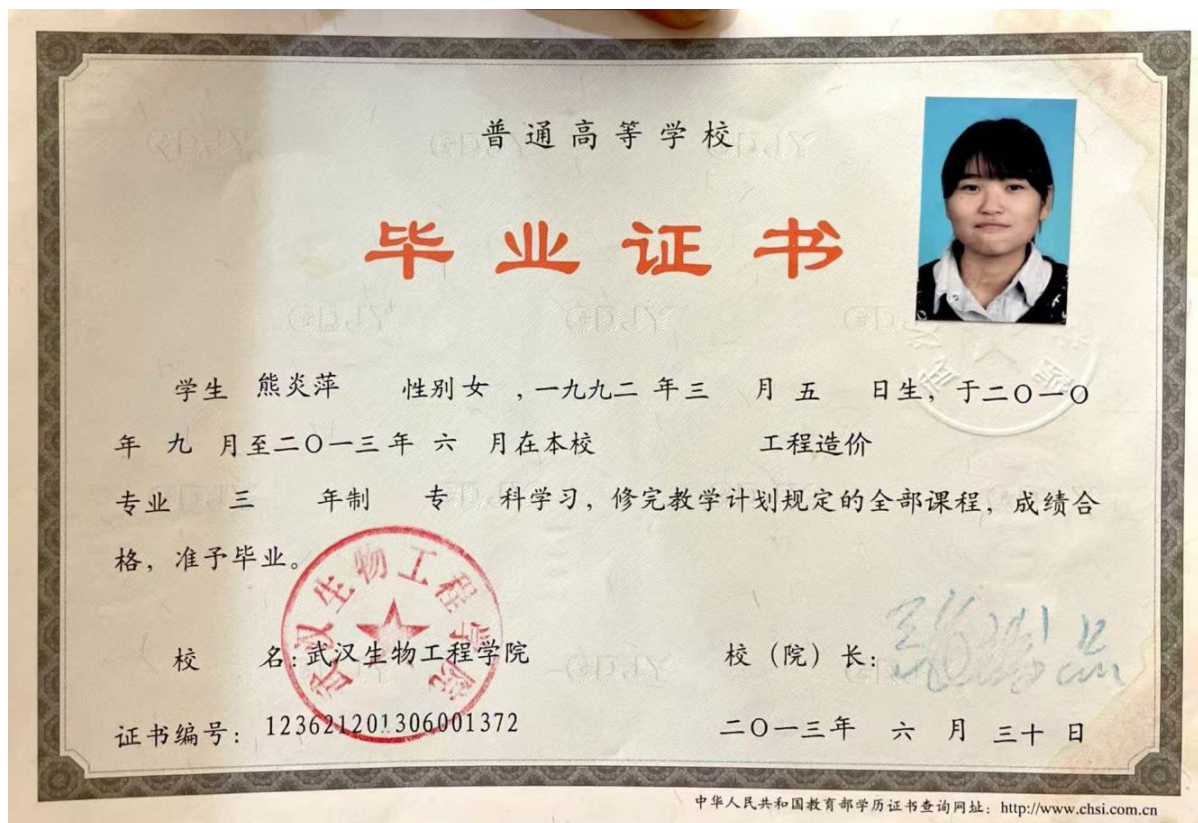 普通高等学校
毕业证书
学生 熊炎萍 性别 女 ,一九九二 年 三 月 五 日生，于二〇一〇
年 九 月至二〇一三 年 六 月在本校 工程造价
专业 三 年制 专 科学习，修完教学计划规定的全部课程，成绩合
格，准予毕业。
武汉生物工程学院
校 名：武汉生物工程学院 校（院）长：
证书编号：123621201306001372 二〇一三年 六 月 三十 日
中华人民共和国教育部学历证书查询网址：http://www.chsi.com.cn